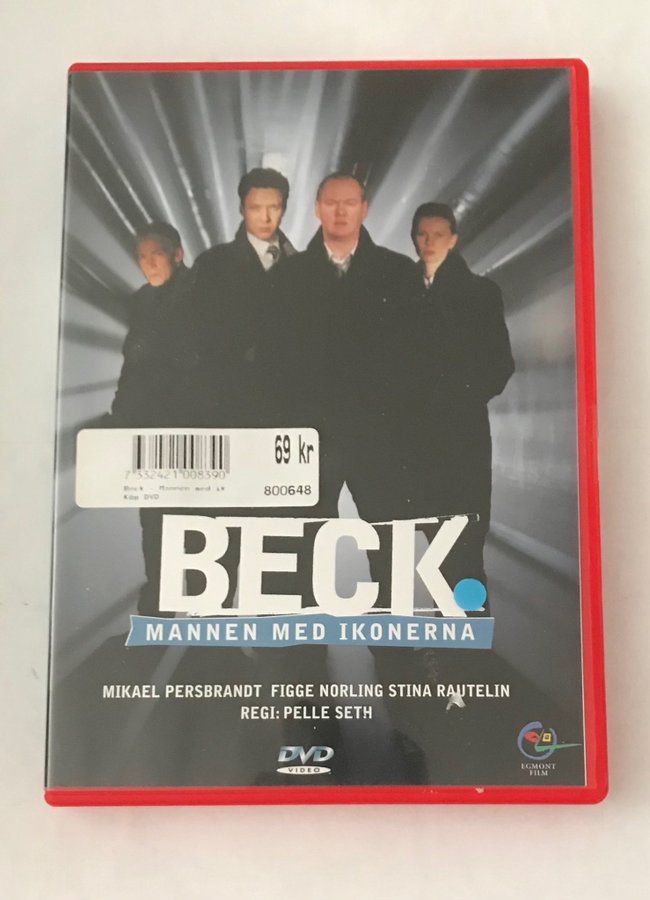 69 kr
7 332421 008390
Beck - Mannen med ik
Köp DVD
800648
BECK.
MANNEN MED IKONERNA
MIKAEL PERSBRANDT FIGGE NORLING STINA RAUTELIN
REGI: PELLE SETH
DVD
VIDEO
EGMONT
FILM